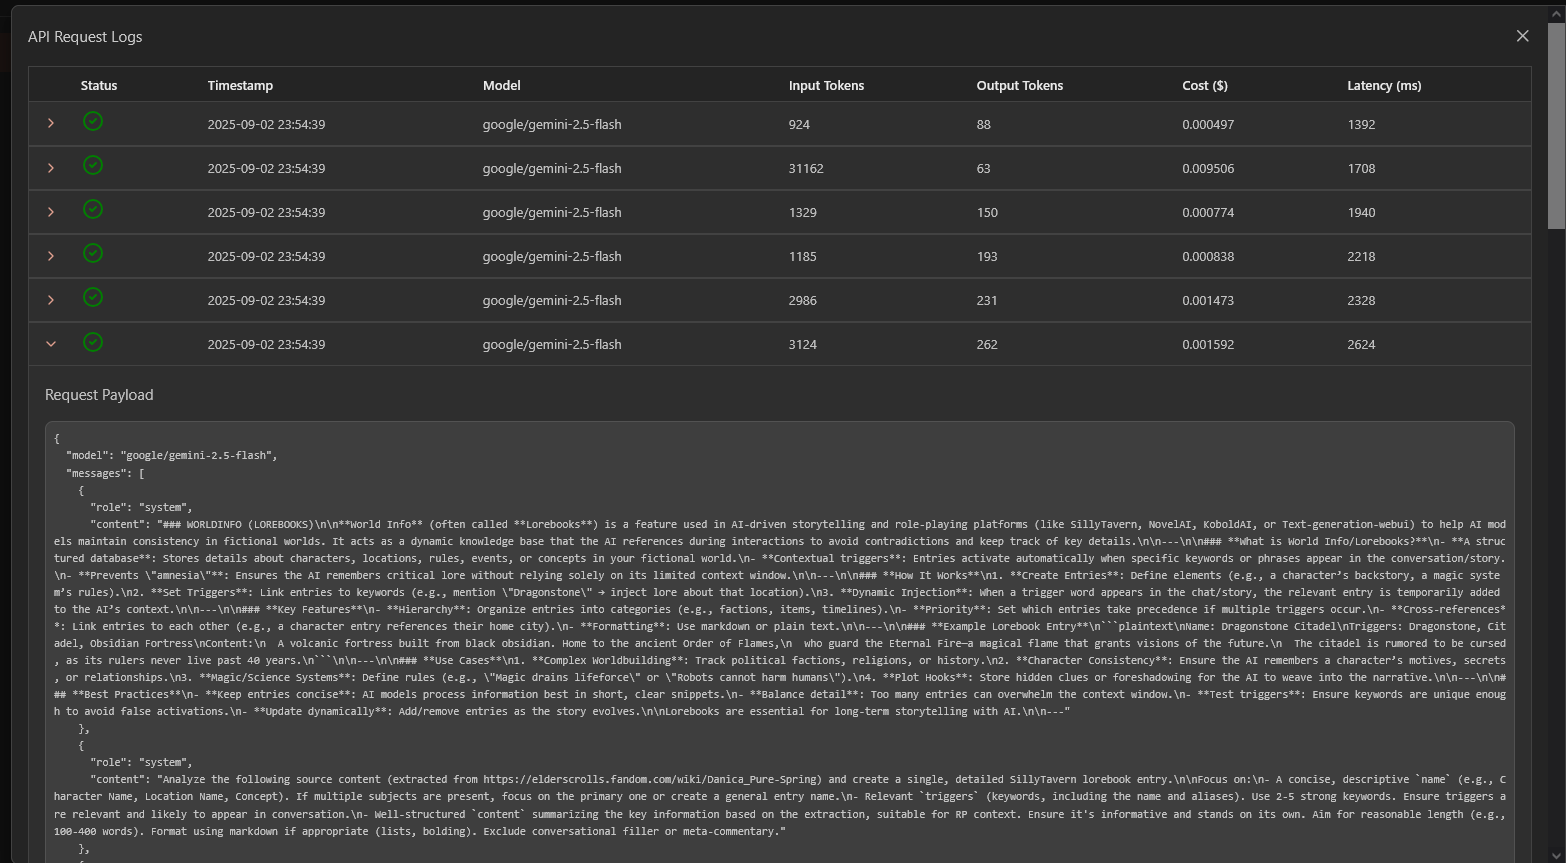 API Request Logs
Status Timestamp Model Input Tokens Output Tokens Cost ($) Latency (ms)
2025-09-02 23:54:39 google/gemini-2.5-flash 924 88 0.000497 1392
2025-09-02 23:54:39 google/gemini-2.5-flash 31162 63 0.009506 1708
2025-09-02 23:54:39 google/gemini-2.5-flash 1329 150 0.000774 1940
2025-09-02 23:54:39 google/gemini-2.5-flash 1185 193 0.000838 2218
2025-09-02 23:54:39 google/gemini-2.5-flash 2986 231 0.001473 2328
2025-09-02 23:54:39 google/gemini-2.5-flash 3124 262 0.001592 2624
Request Payload
{
"model": "google/gemini-2.5-flash",
"messages": [
{
"role": "system",
"content": "### WORLDINFO (LOREBOOKS)\n\n**World Info** (often called **Lorebooks**) is a feature used in AI-driven storytelling and role-playing platforms (like SillyTavern, NovelAI, KoboldAI, or Text-generation-webui) to help AI mod
els maintain consistency in fictional worlds. It acts as a dynamic knowledge base that the AI references during interactions to avoid contradictions and keep track of key details.\n\n---\n\n### **What is World Info/Lorebooks?**\n- **A struc
tured database**: Stores details about characters, locations, rules, events, or concepts in your fictional world.\n- **Contextual triggers**: Entries activate automatically when specific keywords or phrases appear in the conversation/story.
\n- **Prevents \"amnesia\"**: Ensures the AI remembers critical lore without relying solely on its limited context window.\n\n---\n\n### **How It Works**\n1. **Create Entries**: Define elements (e.g., a character’s backstory, a magic syste
m’s rules).\n2. **Set Triggers**: Link entries to keywords (e.g., mention \"Dragonstone\" → inject lore about that location).\n3. **Dynamic Injection**: When a trigger word appears in the chat/story, the relevant entry is temporarily added 
to the AI’s context.\n\n---\n\n### **Key Features**\n- **Hierarchy**: Organize entries into categories (e.g., factions, items, timelines).\n- **Priority**: Set which entries take precedence if multiple triggers occur.\n- **Cross-references*
*: Link entries to each other (e.g., a character entry references their home city).\n- **Formatting**: Use markdown or plain text.\n\n---\n\n### **Example Lorebook Entry**\n```plaintext\nName: Dragonstone Citadel\nTriggers: Dragonstone, Cit
adel, Obsidian Fortress\nContent:\n  A volcanic fortress built from black obsidian. Home to the ancient Order of Flames,\n  who guard the Eternal Fire—a magical flame that grants visions of the future.\n  The citadel is rumored to be cursed
, as its rulers never live past 40 years.\n```\n\n---\n\n### **Use Cases**\n1. **Complex Worldbuilding**: Track political factions, religions, or history.\n2. **Character Consistency**: Ensure the AI remembers a character’s motives, secrets
, or relationships.\n3. **Magic/Science Systems**: Define rules (e.g., \"Magic drains lifeforce\" or \"Robots cannot harm humans\").\n4. **Plot Hooks**: Store hidden clues or foreshadowing for the AI to weave into the narrative.\n\n---\n\n#
## **Best Practices**\n- **Keep entries concise**: AI models process information best in short, clear snippets.\n- **Balance detail**: Too many entries can overwhelm the context window.\n- **Test triggers**: Ensure keywords are unique enoug
h to avoid false activations.\n- **Update dynamically**: Add/remove entries as the story evolves.\n\nLorebooks are essential for long-term storytelling with AI.\n\n---"
},
{
"role": "system",
"content": "Analyze the following source content (extracted from https://elderscrolls.fandom.com/wiki/Danica_Pure-Spring) and create a single, detailed SillyTavern lorebook entry.\n\nFocus on:\n- A concise, descriptive `name` (e.g., C
haracter Name, Location Name, Concept). If multiple subjects are present, focus on the primary one or create a general entry name.\n- Relevant `triggers` (keywords, including the name and aliases). Use 2-5 strong keywords. Ensure triggers a
re relevant and likely to appear in conversation.\n- Well-structured `content` summarizing the key information based on the extraction, suitable for RP context. Ensure it's informative and stands on its own. Aim for reasonable length (e.g.,
100-400 words). Format using markdown if appropriate (lists, bolding). Exclude conversational filler or meta-commentary."
},